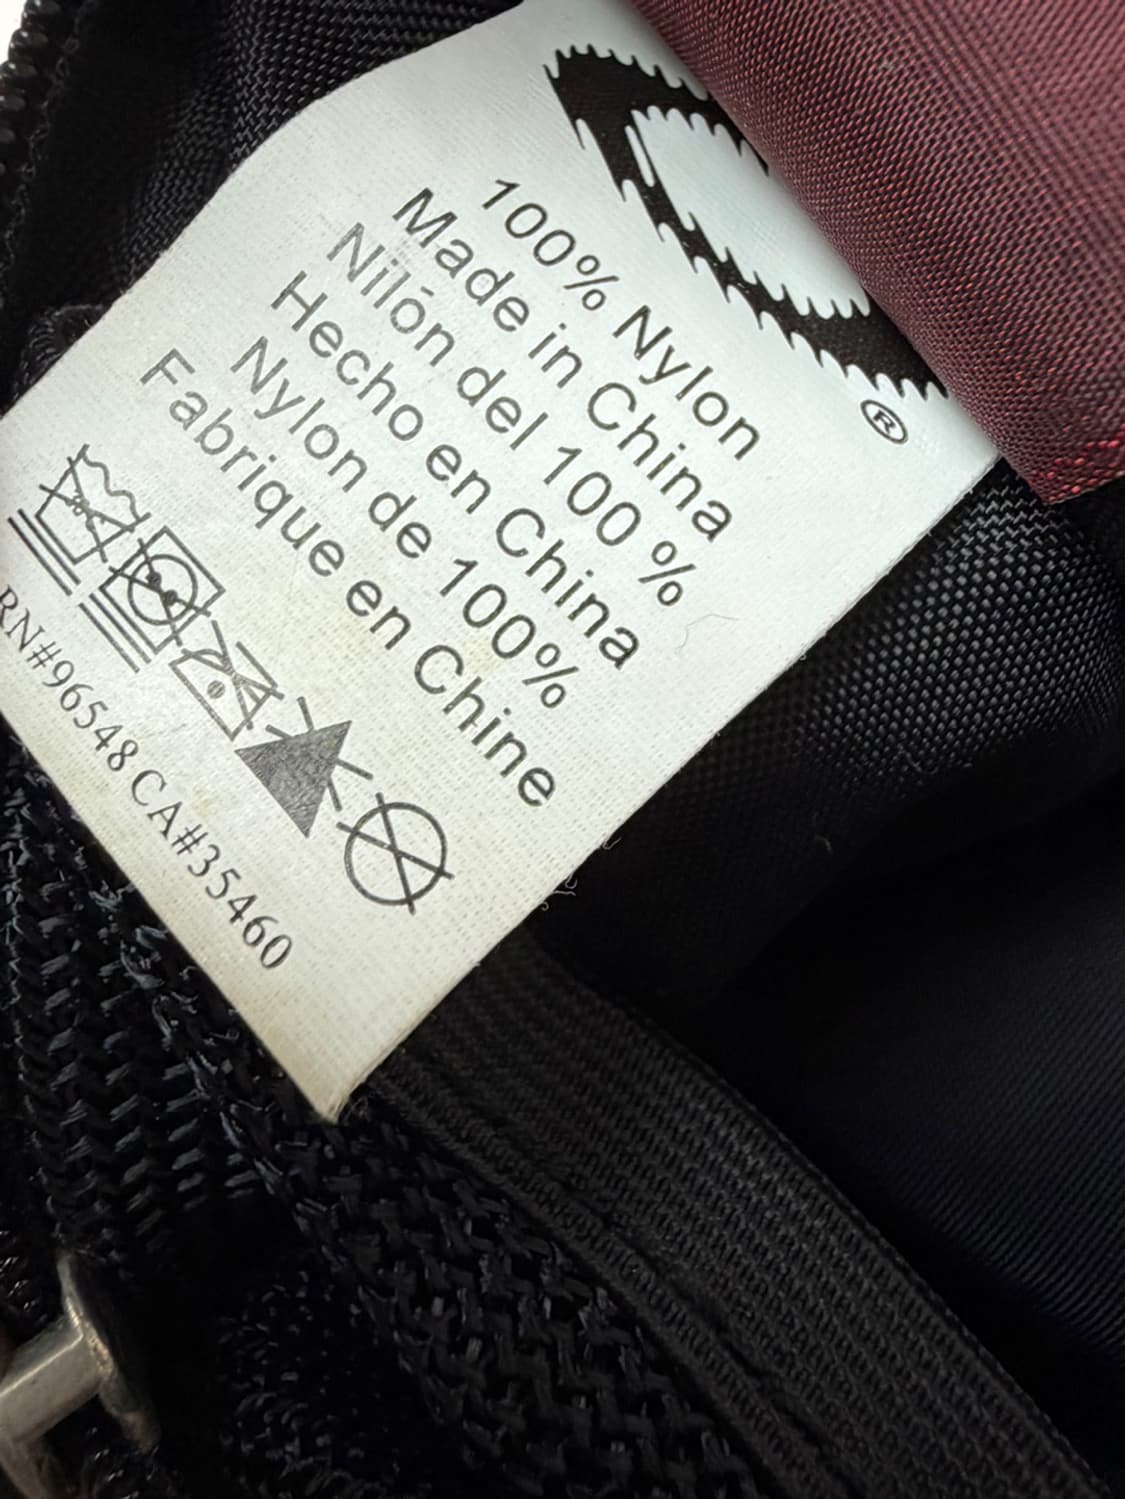 ®
100% Nylon
Made in China
Nilón del 100 %
Hecho en China
Nylon de 100%
Fabrique en Chine
RN#96548 CA#35460